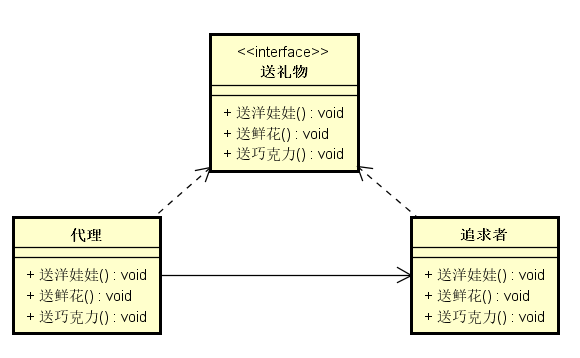 <<interface>>
送礼物
+ 送洋娃娃() : void
+ 送鲜花() : void
+ 送巧克力() : void
代理
+ 送洋娃娃() : void
+ 送鲜花() : void
+ 送巧克力() : void
追求者
+ 送洋娃娃() : void
+ 送鲜花() : void
+ 送巧克力() : void